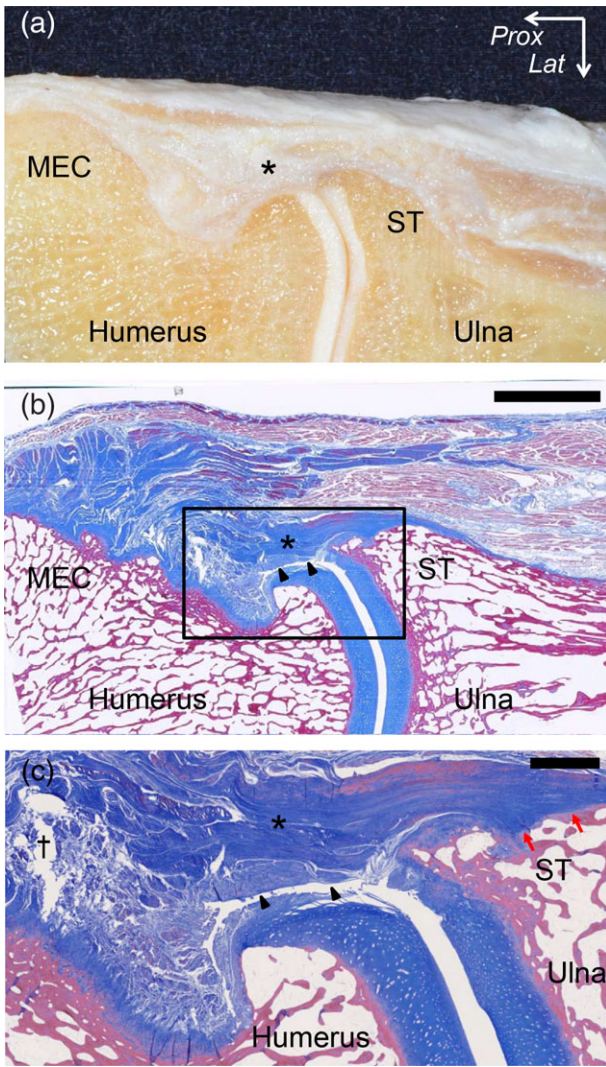 (a)
Prox
Lat
MEC
*
ST
Humerus
Ulna
(b)
*
MEC
ST
Humerus
Ulna
(c)
*
†
ST
Ulna
Humerus